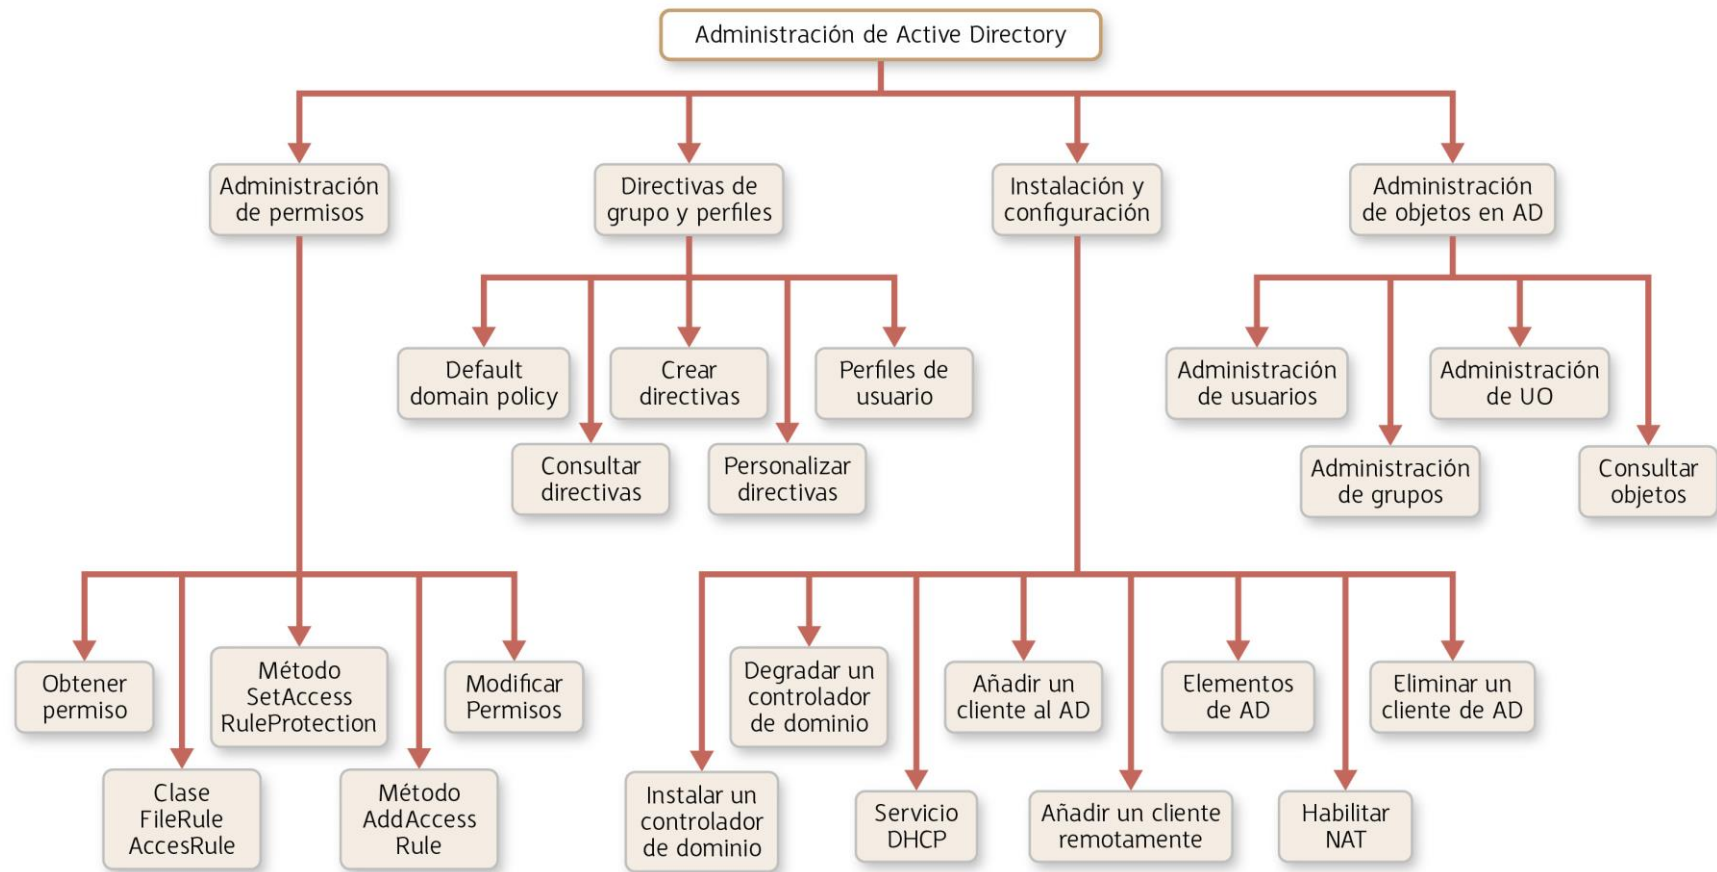 Administración de Active Directory
Administración
de permisos
Directivas de
grupo y perfiles
Instalación y
configuración
Administración
de objetos en AD
Default
domain policy
Crear
directivas
Perfiles de
usuario
Administración
de usuarios
Administración
de UO
Consultar
directivas
Personalizar
directivas
Administración
de grupos
Consultar
objetos
Obtener
permiso
Método
SetAccess
RuleProtection
Modificar
Permisos
Degradar un
controlador
de dominio
Añadir un
cliente al AD
Elementos
de AD
Eliminar un
cliente de AD
Clase
FileRule
AccesRule
Método
AddAccess
Rule
Instalar un
controlador
de dominio
Servicio
DHCP
Añadir un cliente
remotamente
Habilitar
NAT